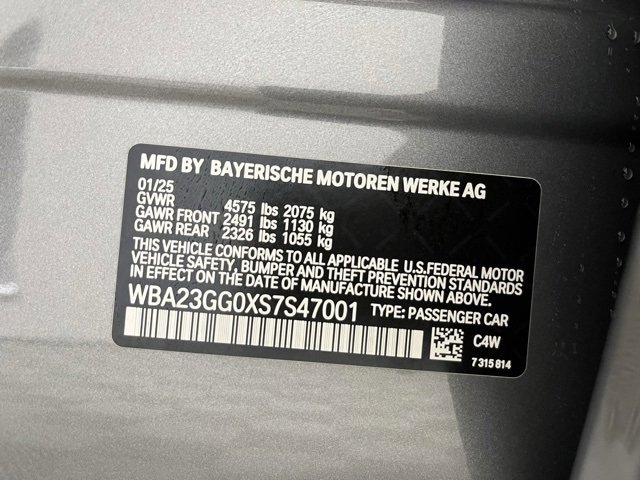 MFD BY BAYERISCHE MOTOREN WERKE AG
01/25
GVWR 4575 lbs 2075 kg
GAWR FRONT 2491 lbs 1130 kg
GAWR REAR 2326 lbs 1055 kg
THIS VEHICLE CONFORMS TO ALL APPLICABLE U.S.FEDERAL MOTOR
VEHICLE SAFETY, BUMPER AND THEFT PREVENTION STANDARDS
IN EFFECT ON THE DATE OF MANUFACTURE SHOWN ABOVE.
WBA23GG0XS7S47001 TYPE: PASSENGER CAR
C4W
7 315 814